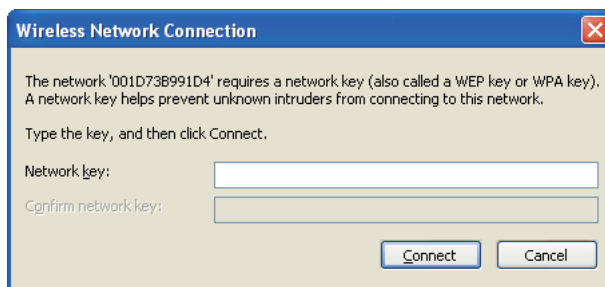 Wireless Network Connection
The network '001D73B991D4' requires a network key (also called a WEP key or WPA key).
A network key helps prevent unknown intruders from connecting to this network.
Type the key, and then click Connect.
Network key:
Confirm network key:
Connect Cancel